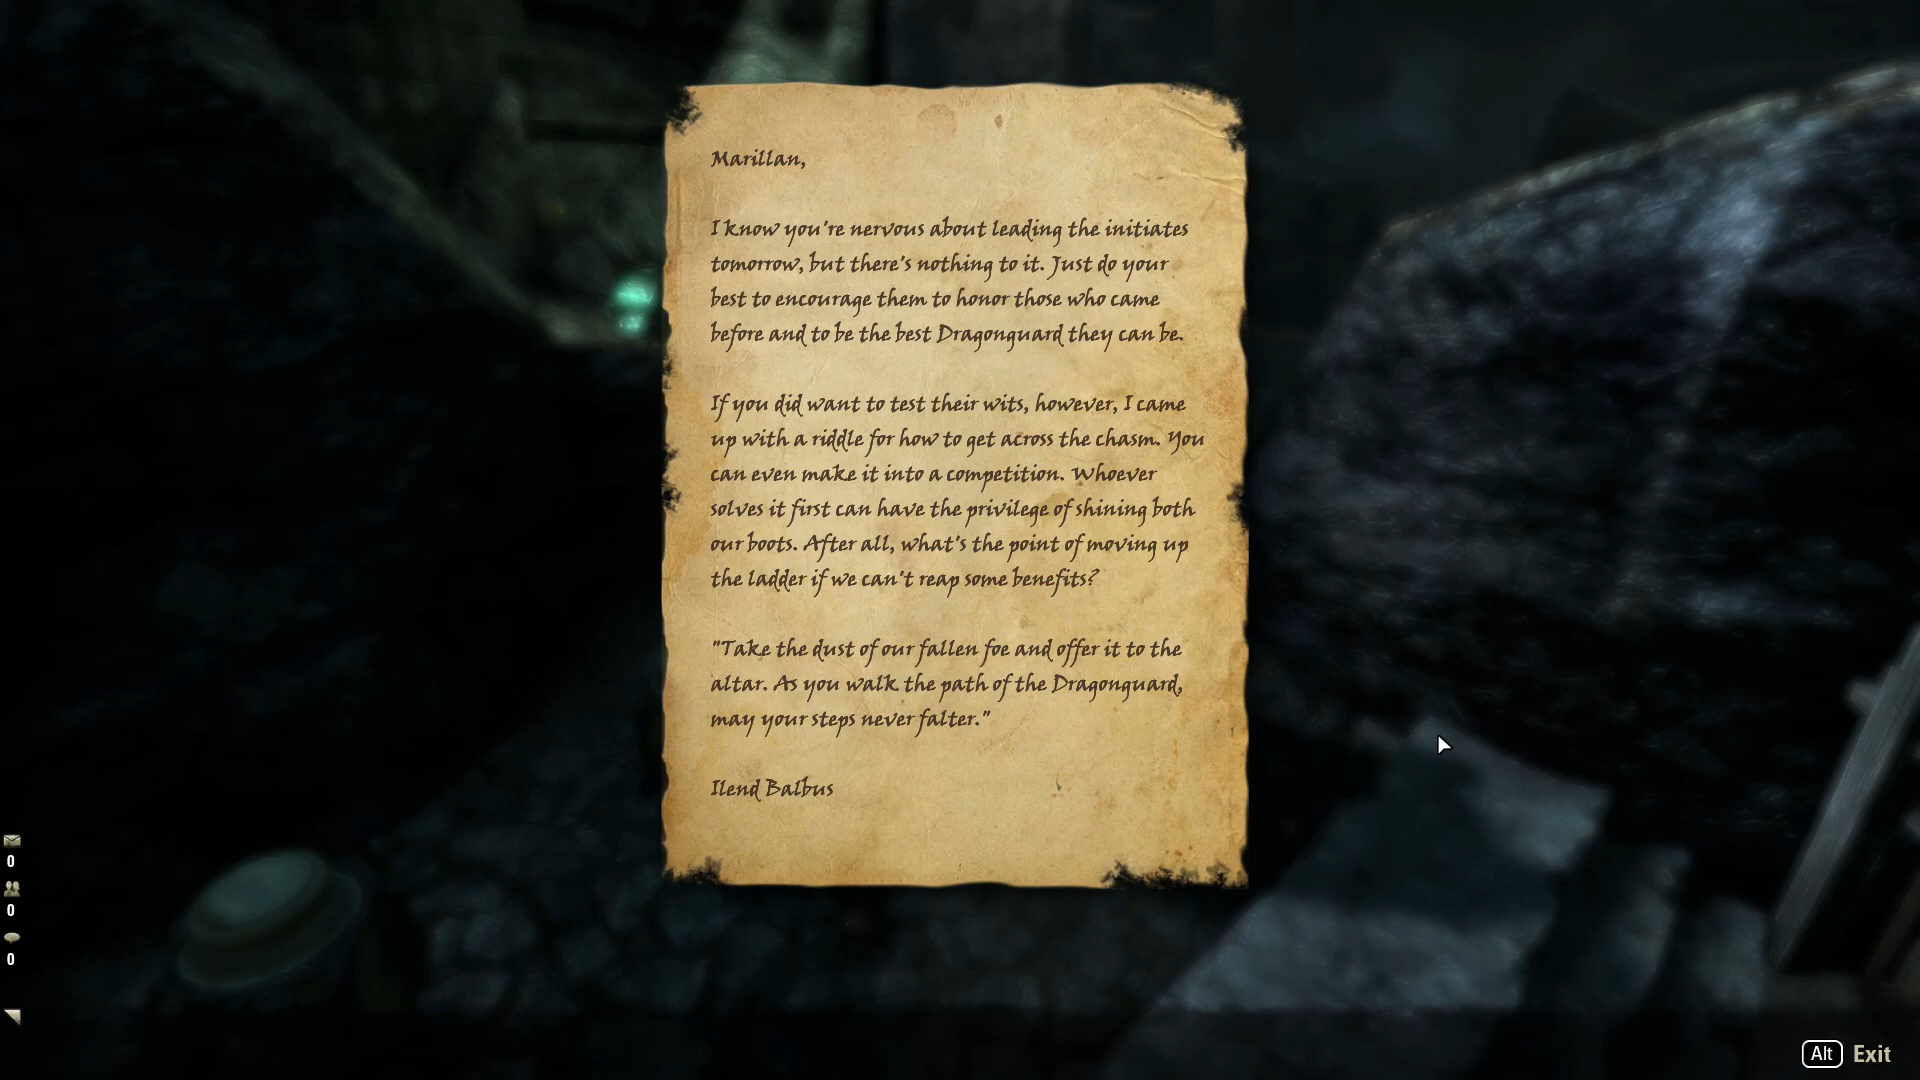 Marillan,
I know you're nervous about leading the initiates
tomorrow, but there's nothing to it. Just do your
best to encourage them to honor those who came
before and to be the best Dragonguard they can be.
If you did want to test their wits, however, I came
up with a riddle for how to get across the chasm. You
can even make it into a competition. Whoever
solves it first can have the privilege of shining both
our boots. After all, what's the point of moving up
the ladder if we can't reap some benefits?
"Take the dust of our fallen foe and offer it to the
altar. As you walk the path of the Dragonguard,
may your steps never falter."
Ilend Balbus
0
0
0
Alt Exit